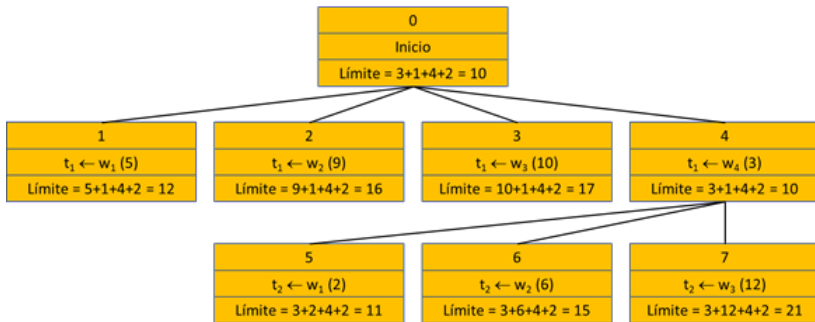 0
Inicio
Límite = 3+1+4+2 = 10
1
t₁ ← w₁ (5)
Límite = 5+1+4+2 = 12
2
t₁ ← w₂ (9)
Límite = 9+1+4+2 = 16
3
t₁ ← w₃ (10)
Límite = 10+1+4+2 = 17
4
t₁ ← w₄ (3)
Límite = 3+1+4+2 = 10
5
t₂ ← w₁ (2)
Límite = 3+2+4+2 = 11
6
t₂ ← w₂ (6)
Límite = 3+6+4+2 = 15
7
t₂ ← w₃ (12)
Límite = 3+12+4+2 = 21